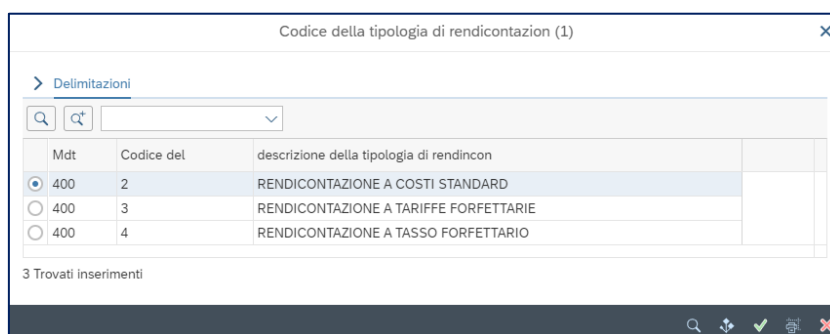 Codice della tipologia di rendicontazion (1)
Delimitazioni
Mdt Codice del descrizione della tipologia di rendincon
400 2 RENDICONTAZIONE A COSTI STANDARD
400 3 RENDICONTAZIONE A TARIFFE FORFETTARIE
400 4 RENDICONTAZIONE A TASSO FORFETTARIO
3 Trovati inserimenti